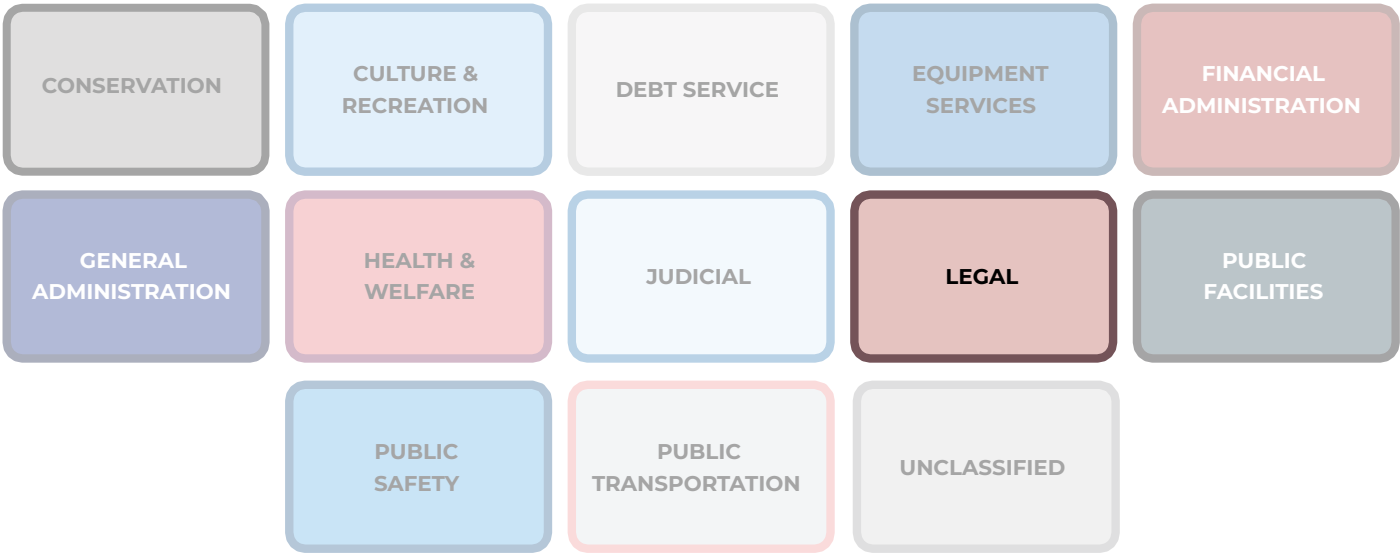 CONSERVATION
CULTURE &
RECREATION
DEBT SERVICE
EQUIPMENT
SERVICES
FINANCIAL
ADMINISTRATION
GENERAL
ADMINISTRATION
HEALTH &
WELFARE
JUDICIAL
LEGAL
PUBLIC
FACILITIES
PUBLIC
SAFETY
PUBLIC
TRANSPORTATION
UNCLASSIFIED